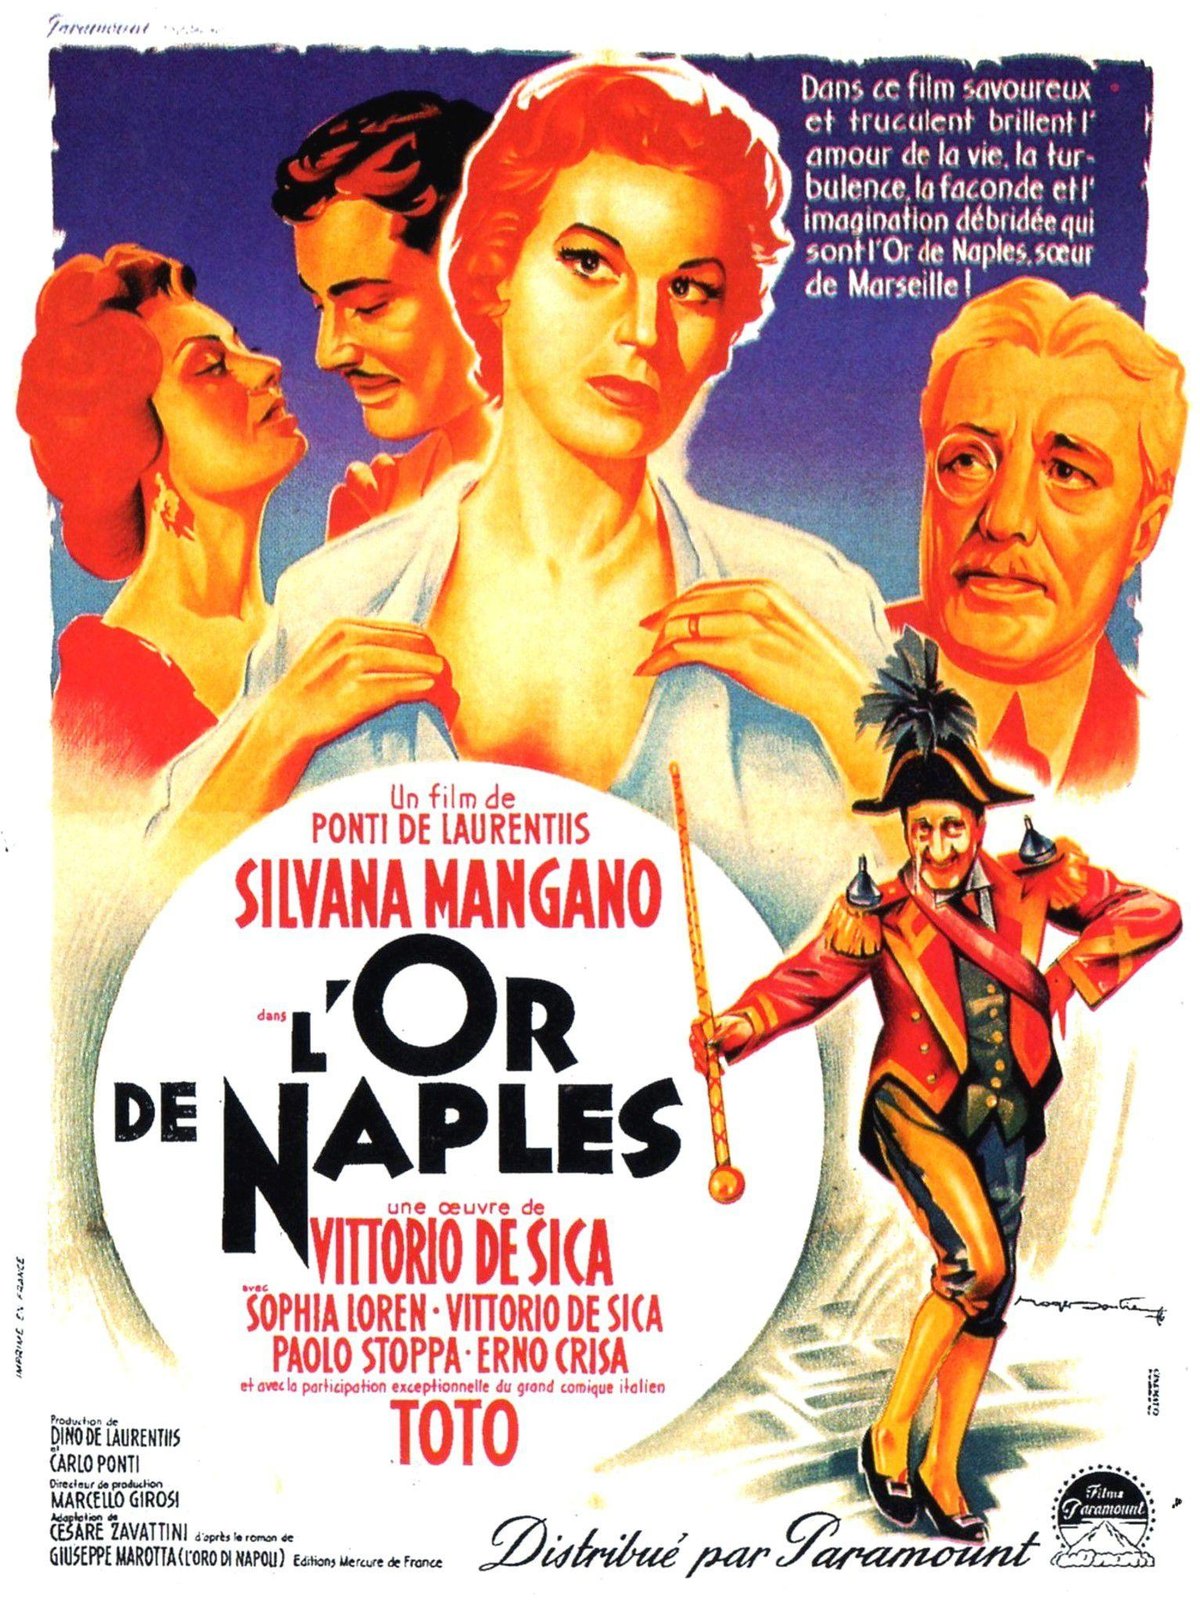 Paramount
Dans ce film savoureux
et truculent brillent l'
amour de la vie, la tur-
bulence, la faconde et l'
imagination débridée qui
sont l'Or de Naples, sœur
de Marseille!
Un film de
PONTI DE LAURENTIIS
SILVANA MANGANO
dans L'OR
DE NAPLES
une œuvre de
VITTORIO DE SICA
avec
SOPHIA LOREN · VITTORIO DE SICA
PAOLO STOPPA · ERNO CRISA
et avec la participation exceptionnelle du grand comique italien
TOTO
Roger Soubie
IMPRIMÉ EN FRANCE
Production de
DINO DE LAURENTIIS
et
CARLO PONTI
Directeur de production
MARCELLO GIROSI
Adaptation de
CESARE ZAVATTINI d'après le roman de
GIUSEPPE MAROTTA (L'ORO DI NAPOLI) Editions Mercure de France
Distribué par Paramount
Films
Paramount